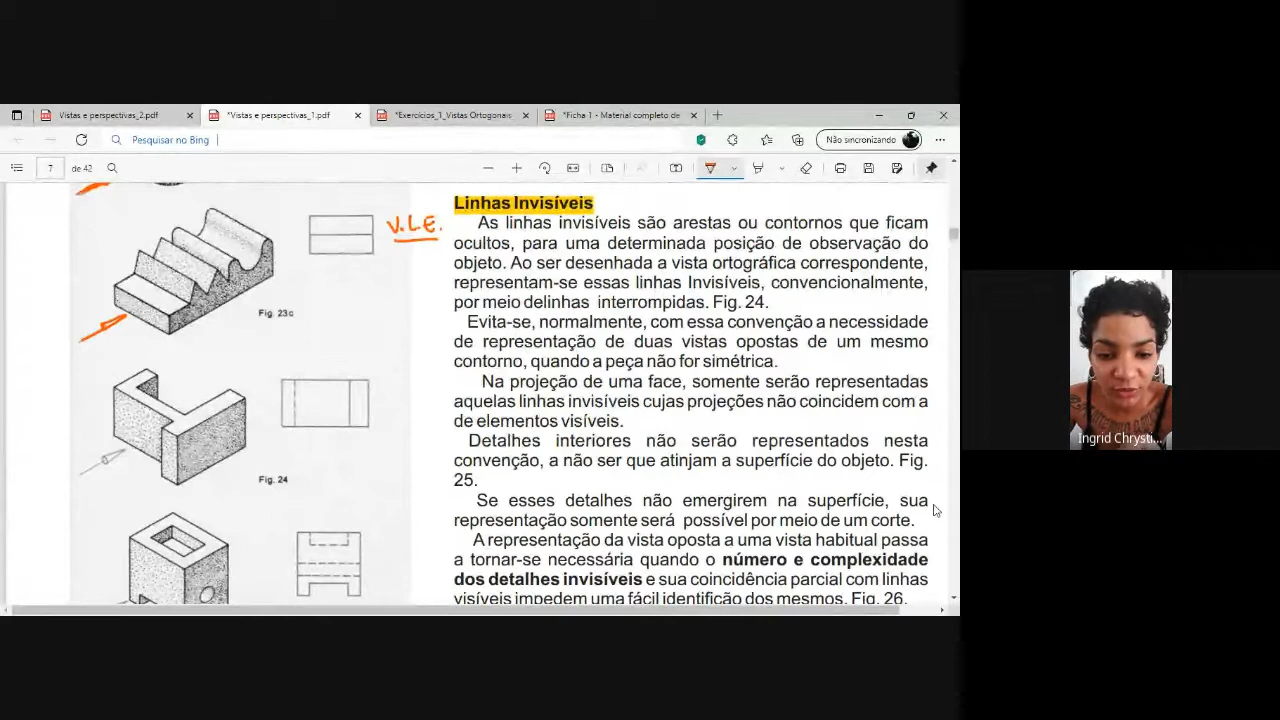 Vistas e perspectivas_2.pdf
*Vistas e perspectivas_1.pdf
*Exercícios_1_Vistas Ortogonais
*Ficha 1 - Material completo de
Pesquisar no Bing
Não sincronizando
7 de 42
V.L.E.
Fig. 23c
Fig. 24
Linhas Invisíveis
As linhas invisíveis são arestas ou contornos que ficam
ocultos, para uma determinada posição de observação do
objeto. Ao ser desenhada a vista ortográfica correspondente,
representam-se essas linhas Invisíveis, convencionalmente,
por meio delinhas interrompidas. Fig. 24.
Evita-se, normalmente, com essa convenção a necessidade
de representação de duas vistas opostas de um mesmo
contorno, quando a peça não for simétrica.
Na projeção de uma face, somente serão representadas
aquelas linhas invisíveis cujas projeções não coincidem com a
de elementos visíveis.
Detalhes interiores não serão representados nesta
convenção, a não ser que atinjam a superfície do objeto. Fig.
25.
Se esses detalhes não emergirem na superfície, sua
representação somente será possível por meio de um corte.
A representação da vista oposta a uma vista habitual passa
a tornar-se necessária quando o número e complexidade
dos detalhes invisíveis e sua coincidência parcial com linhas
visíveis impedem uma fácil identifição dos mesmos. Fig. 26.
Ingrid Chrysti...